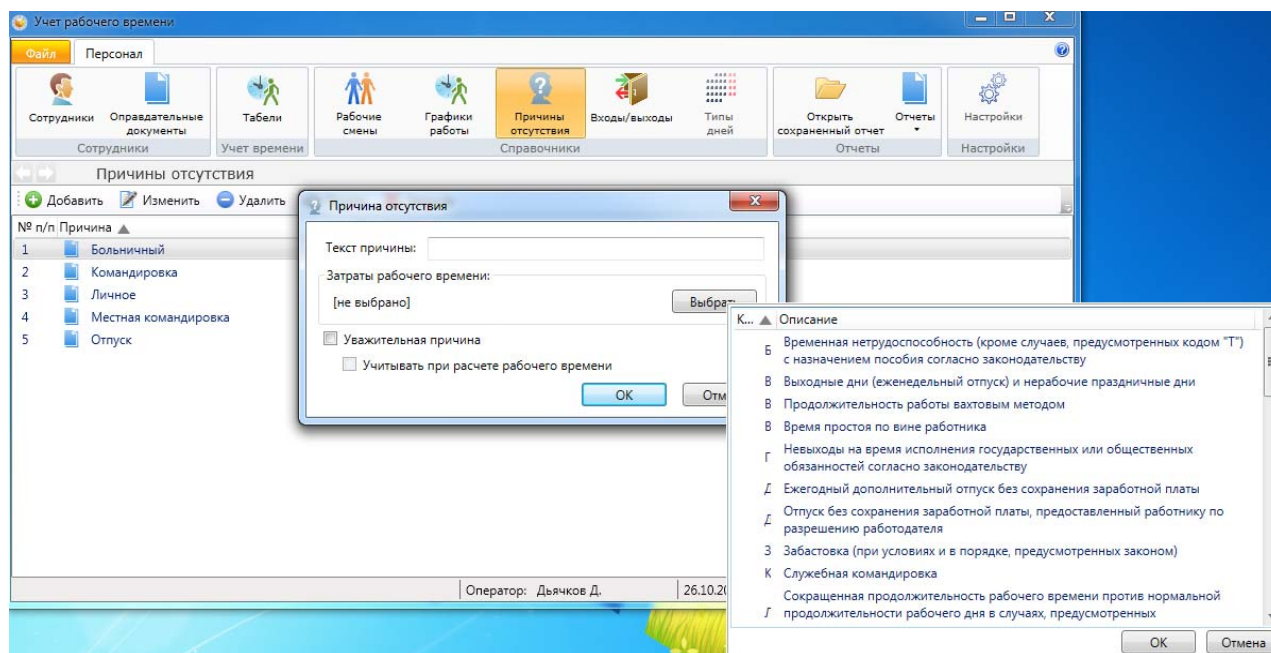 Учет рабочего времени
Файл Персонал
Сотрудники Оправдательные документы Табели Рабочие смены Графики работы Причины отсутствия Входы/выходы Типы дней Открыть сохраненный отчет Отчеты Настройки
Сотрудники Учет времени Справочники Отчеты Настройки
Причины отсутствия
Добавить Изменить Удалить
№ п/п Причина
1 Больничный
2 Командировка
3 Личное
4 Местная командировка
5 Отпуск
Причина отсутствия
Текст причины:
Затраты рабочего времени:
[не выбрано] Выбрать
Уважительная причина
Учитывать при расчете рабочего времени
ОК
К... Описание
Б Временная нетрудоспособность (кроме случаев, предусмотренных кодом "Т")
с назначением пособия согласно законодательству
В Выходные дни (еженедельный отпуск) и нерабочие праздничные дни
В Продолжительность работы вахтовым методом
В Время простоя по вине работника
Г Невыходы на время исполнения государственных или общественных
обязанностей согласно законодательству
Д Ежегодный дополнительный отпуск без сохранения заработной платы
Д Отпуск без сохранения заработной платы, предоставленный работнику по
разрешению работодателя
З Забастовка (при условиях и в порядке, предусмотренных законом)
К Служебная командировка
Сокращенная продолжительность рабочего времени против нормальной
Л продолжительности рабочего дня в случаях, предусмотренных
ОК Отмена
Оператор: Дьячков Д. 26.10.20